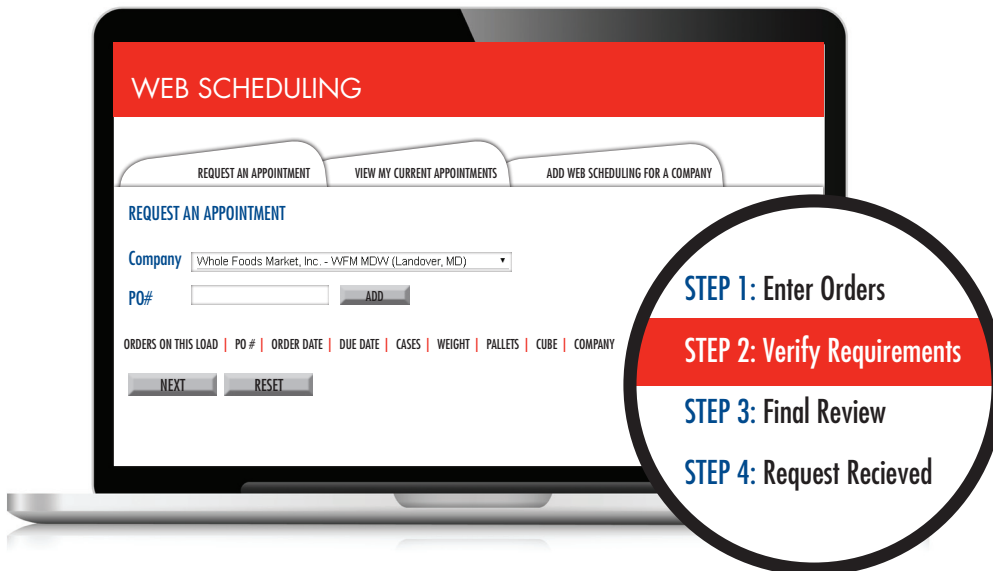 WEB SCHEDULING
REQUEST AN APPOINTMENT VIEW MY CURRENT APPOINTMENTS ADD WEB SCHEDULING FOR A COMPANY
REQUEST AN APPOINTMENT
Company Whole Foods Market, Inc. - WFM MDW (Landover, MD)
PO# ADD
ORDERS ON THIS LOAD | PO # | ORDER DATE | DUE DATE | CASES | WEIGHT | PALLETS | CUBE | COMPANY
NEXT RESET
STEP 1: Enter Orders
STEP 2: Verify Requirements
STEP 3: Final Review
STEP 4: Request Recieved